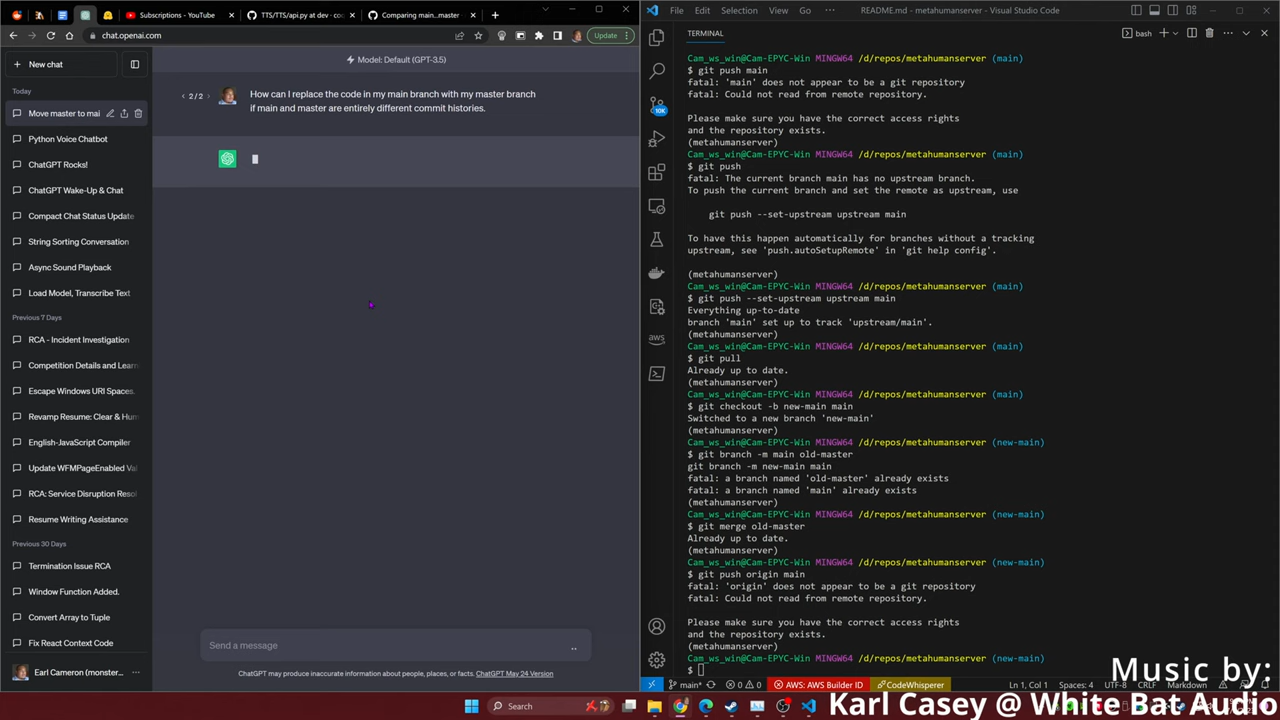 Subscriptions - YouTube
TTS/TTS/api.py at dev · co
Comparing main...master
chat.openai.com
Update
New chat
Today
Move master to mai
Python Voice Chatbot
ChatGPT Rocks!
ChatGPT Wake-Up & Chat
Compact Chat Status Update
String Sorting Conversation
Async Sound Playback
Load Model, Transcribe Text
Previous 7 Days
RCA - Incident Investigation
Competition Details and Lear
Escape Windows URI Spaces.
Revamp Resume: Clear & Hum
English-JavaScript Compiler
Update WFMPageEnabled Val
RCA: Service Disruption Resol
Resume Writing Assistance
Previous 30 Days
Termination Issue RCA
Window Function Added.
Convert Array to Tuple
Fix React Context Code
Earl Cameron (monster...
Model: Default (GPT-3.5)
2/2
How can I replace the code in my main branch with my master branch
if main and master are entirely different commit histories.
Send a message
ChatGPT may produce inaccurate information about people, places, or facts. ChatGPT May 24 Version
File Edit Selection View Go ···
README.md - metahumanserver - Visual Studio Code
TERMINAL
bash
10K
aws
Cam_ws_win@Cam-EPYC-Win MINGW64 /d/repos/metahumanserver (main)
$ git push main
fatal: 'main' does not appear to be a git repository
fatal: Could not read from remote repository.
Please make sure you have the correct access rights
and the repository exists.
(metahumanserver)
Cam_ws_win@Cam-EPYC-Win MINGW64 /d/repos/metahumanserver (main)
$ git push
fatal: The current branch main has no upstream branch.
To push the current branch and set the remote as upstream, use
git push --set-upstream upstream main
To have this happen automatically for branches without a tracking
upstream, see 'push.autoSetupRemote' in 'git help config'.
(metahumanserver)
Cam_ws_win@Cam-EPYC-Win MINGW64 /d/repos/metahumanserver (main)
$ git push --set-upstream upstream main
Everything up-to-date
branch 'main' set up to track 'upstream/main'.
(metahumanserver)
Cam_ws_win@Cam-EPYC-Win MINGW64 /d/repos/metahumanserver (main)
$ git pull
Already up to date.
(metahumanserver)
Cam_ws_win@Cam-EPYC-Win MINGW64 /d/repos/metahumanserver (main)
$ git checkout -b new-main main
Switched to a new branch 'new-main'
(metahumanserver)
Cam_ws_win@Cam-EPYC-Win MINGW64 /d/repos/metahumanserver (new-main)
$ git branch -m main old-master
git branch -m new-main main
fatal: a branch named 'old-master' already exists
fatal: a branch named 'main' already exists
(metahumanserver)
Cam_ws_win@Cam-EPYC-Win MINGW64 /d/repos/metahumanserver (new-main)
$ git merge old-master
Already up to date.
(metahumanserver)
Cam_ws_win@Cam-EPYC-Win MINGW64 /d/repos/metahumanserver (new-main)
$ git push origin main
fatal: 'origin' does not appear to be a git repository
fatal: Could not read from remote repository.
Please make sure you have the correct access rights
and the repository exists.
(metahumanserver)
Cam_ws_win@Cam-EPYC-Win MINGW64 /d/repos/metahumanserver (new-main)
$
main* 0 0 AWS: AWS Builder ID CodeWhisperer Ln 1, Col 1 Spaces: 4 UTF-8 CRLF Markdown
Search
Music by:
Karl Casey @ White Bat Audio